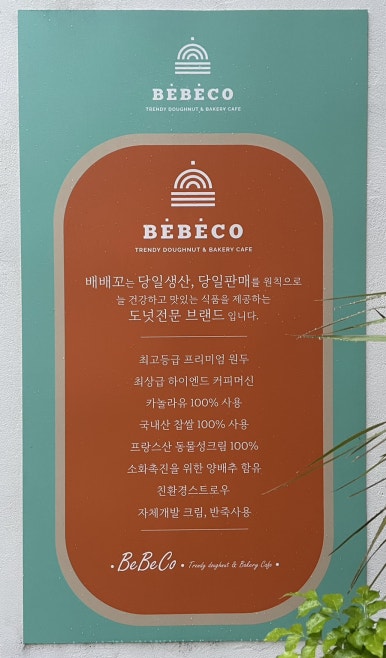 BĖBĖCO
TRENDY DOUGHNUT & BAKERY CAFE
BĖBĖCO
TRENDY DOUGHNUT & BAKERY CAFE
배배꼬는 당일생산, 당일판매를 원칙으로
늘 건강하고 맛있는 식품을 제공하는
도넛전문 브랜드 입니다.
최고등급 프리미엄 원두
최상급 하이엔드 커피머신
카놀라유 100% 사용
국내산 찹쌀 100% 사용
프랑스산 동물성크림 100%
소화촉진을 위한 양배추 함유
친환경스트로우
자체개발 크림, 반죽사용
• BeBeCo • Trendy doughnut & Bakery Cafe •